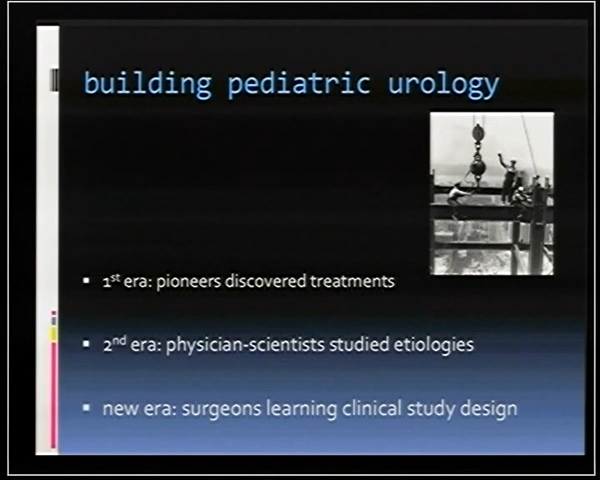 building pediatric urology
▪ 1st era: pioneers discovered treatments
▪ 2nd era: physician-scientists studied etiologies
▪ new era: surgeons learning clinical study design